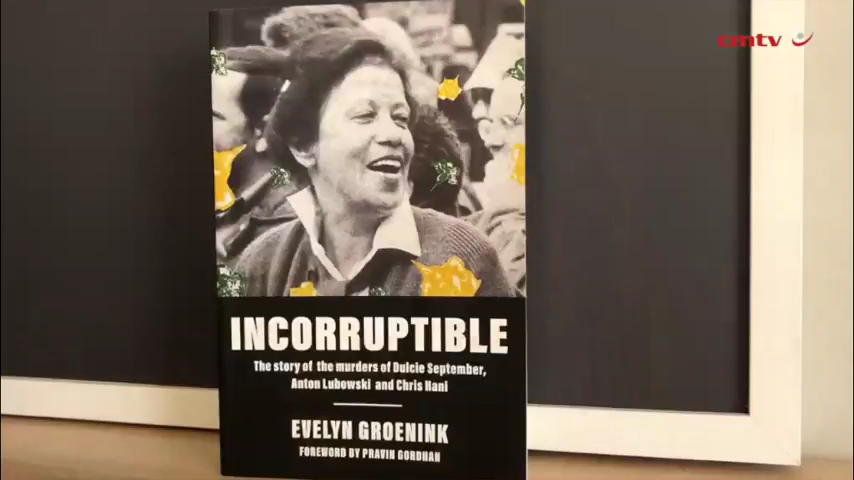 cmtv
INCORRUPTIBLE
The story of the murders of Dulcie September,
Anton Lubowski and Chris Hani
EVELYN GROENINK
FOREWORD BY PRAVIN GORDHAN